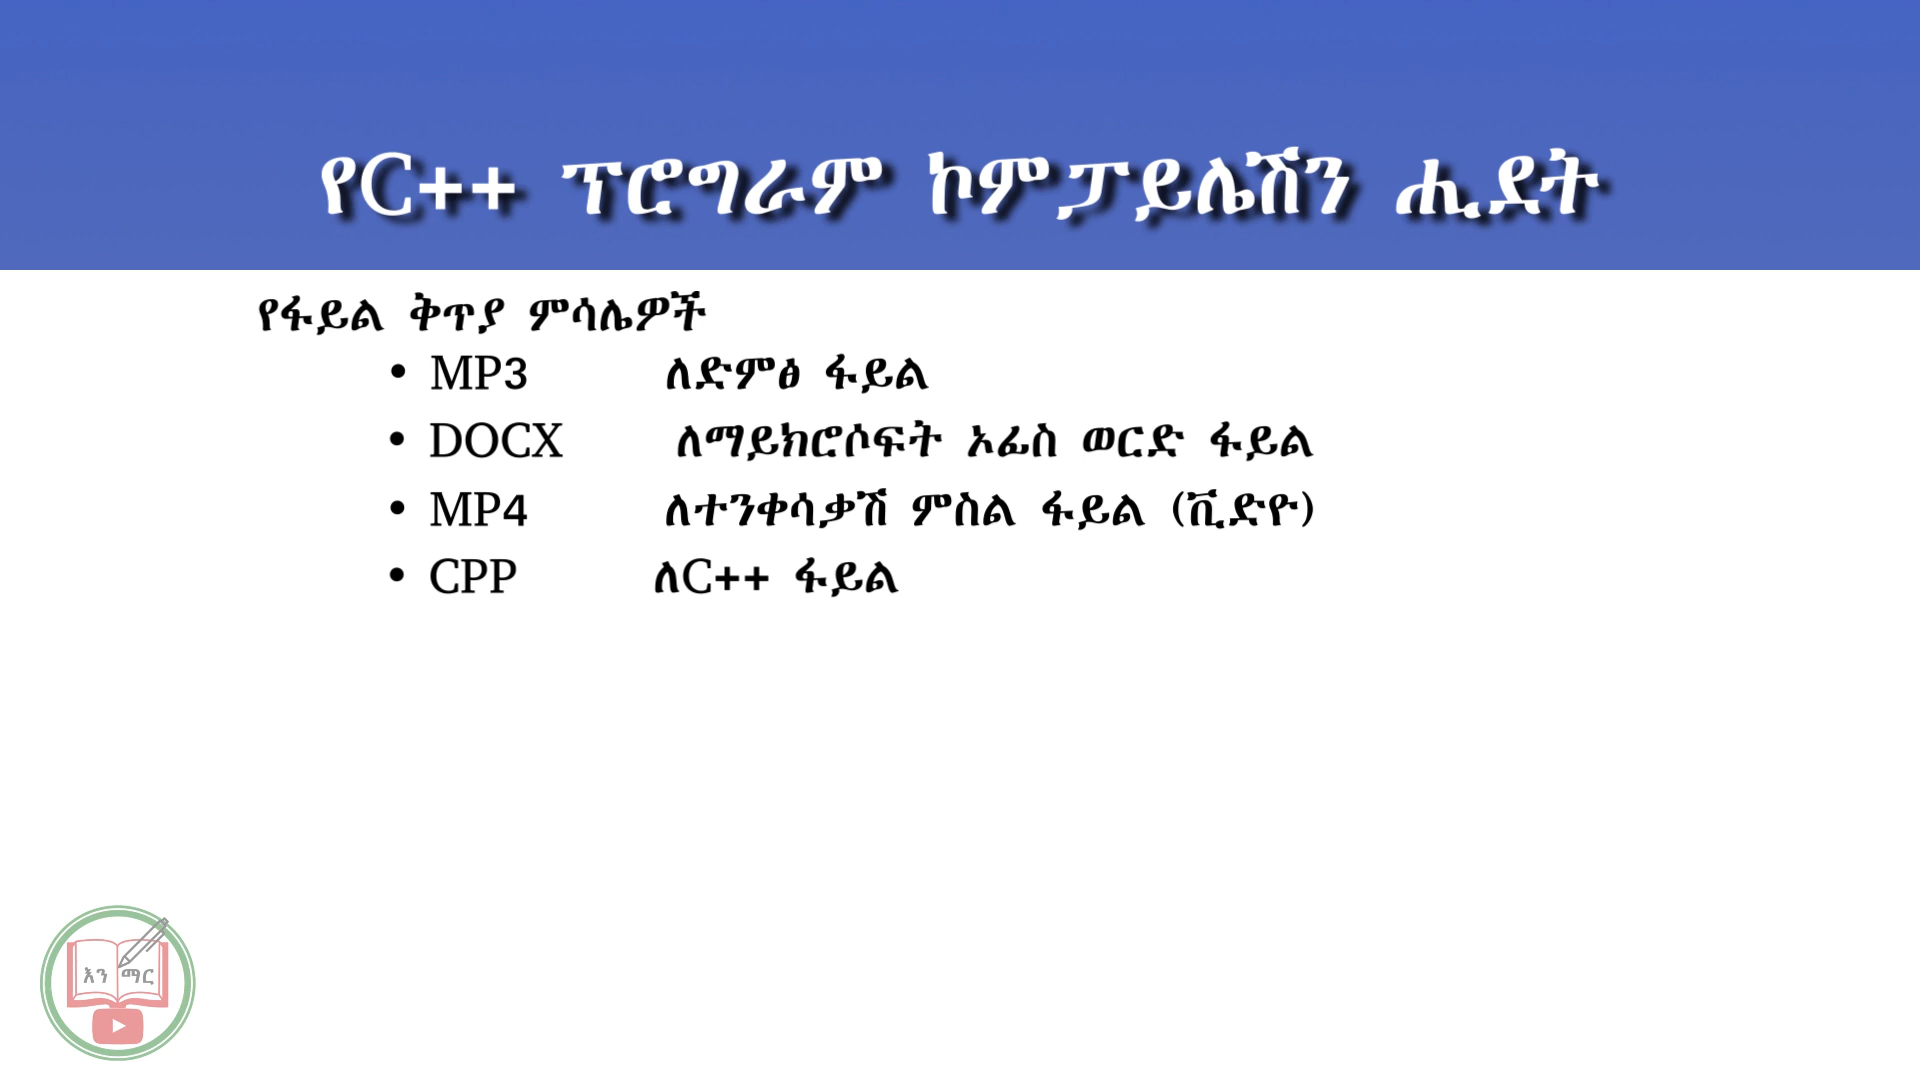 የC++ ፕሮግራም ኮምፓይሌሽን ሒደት
የፋይል ቅጥያ ምሳሌዎች
• MP3 ለድምፅ ፋይል
• DOCX ለማይክሮሶፍት ኦፊስ ወርድ ፋይል
• MP4 ለተንቀሳቃሽ ምስል ፋይል (ቪድዮ)
• CPP ለC++ ፋይል
እን ማር